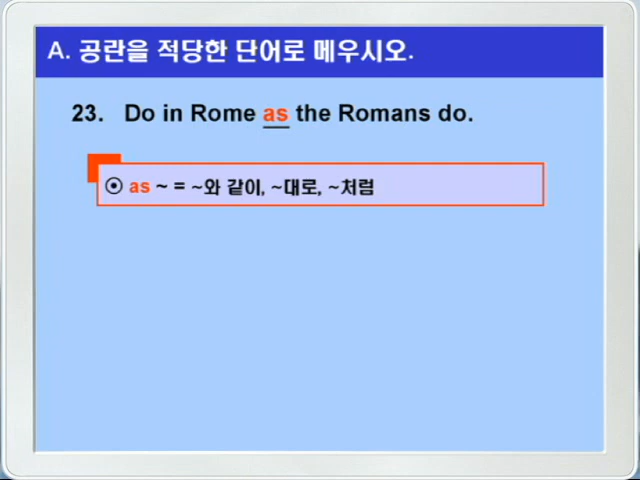 A. 공란을 적당한 단어로 메우시오.
23. Do in Rome as the Romans do.
⊙ as ~ = ~와 같이, ~대로, ~처럼